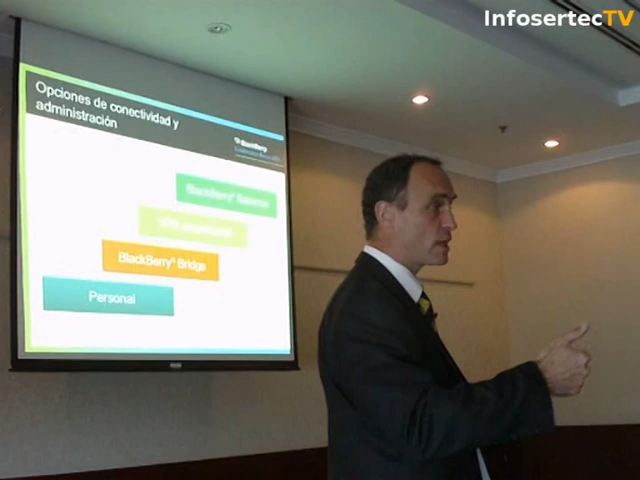 InfosertecTV
Opciones de conectividad y
administración
BlackBerry
BlackBerry® Balance
BlackBerry® Bridge
Personal